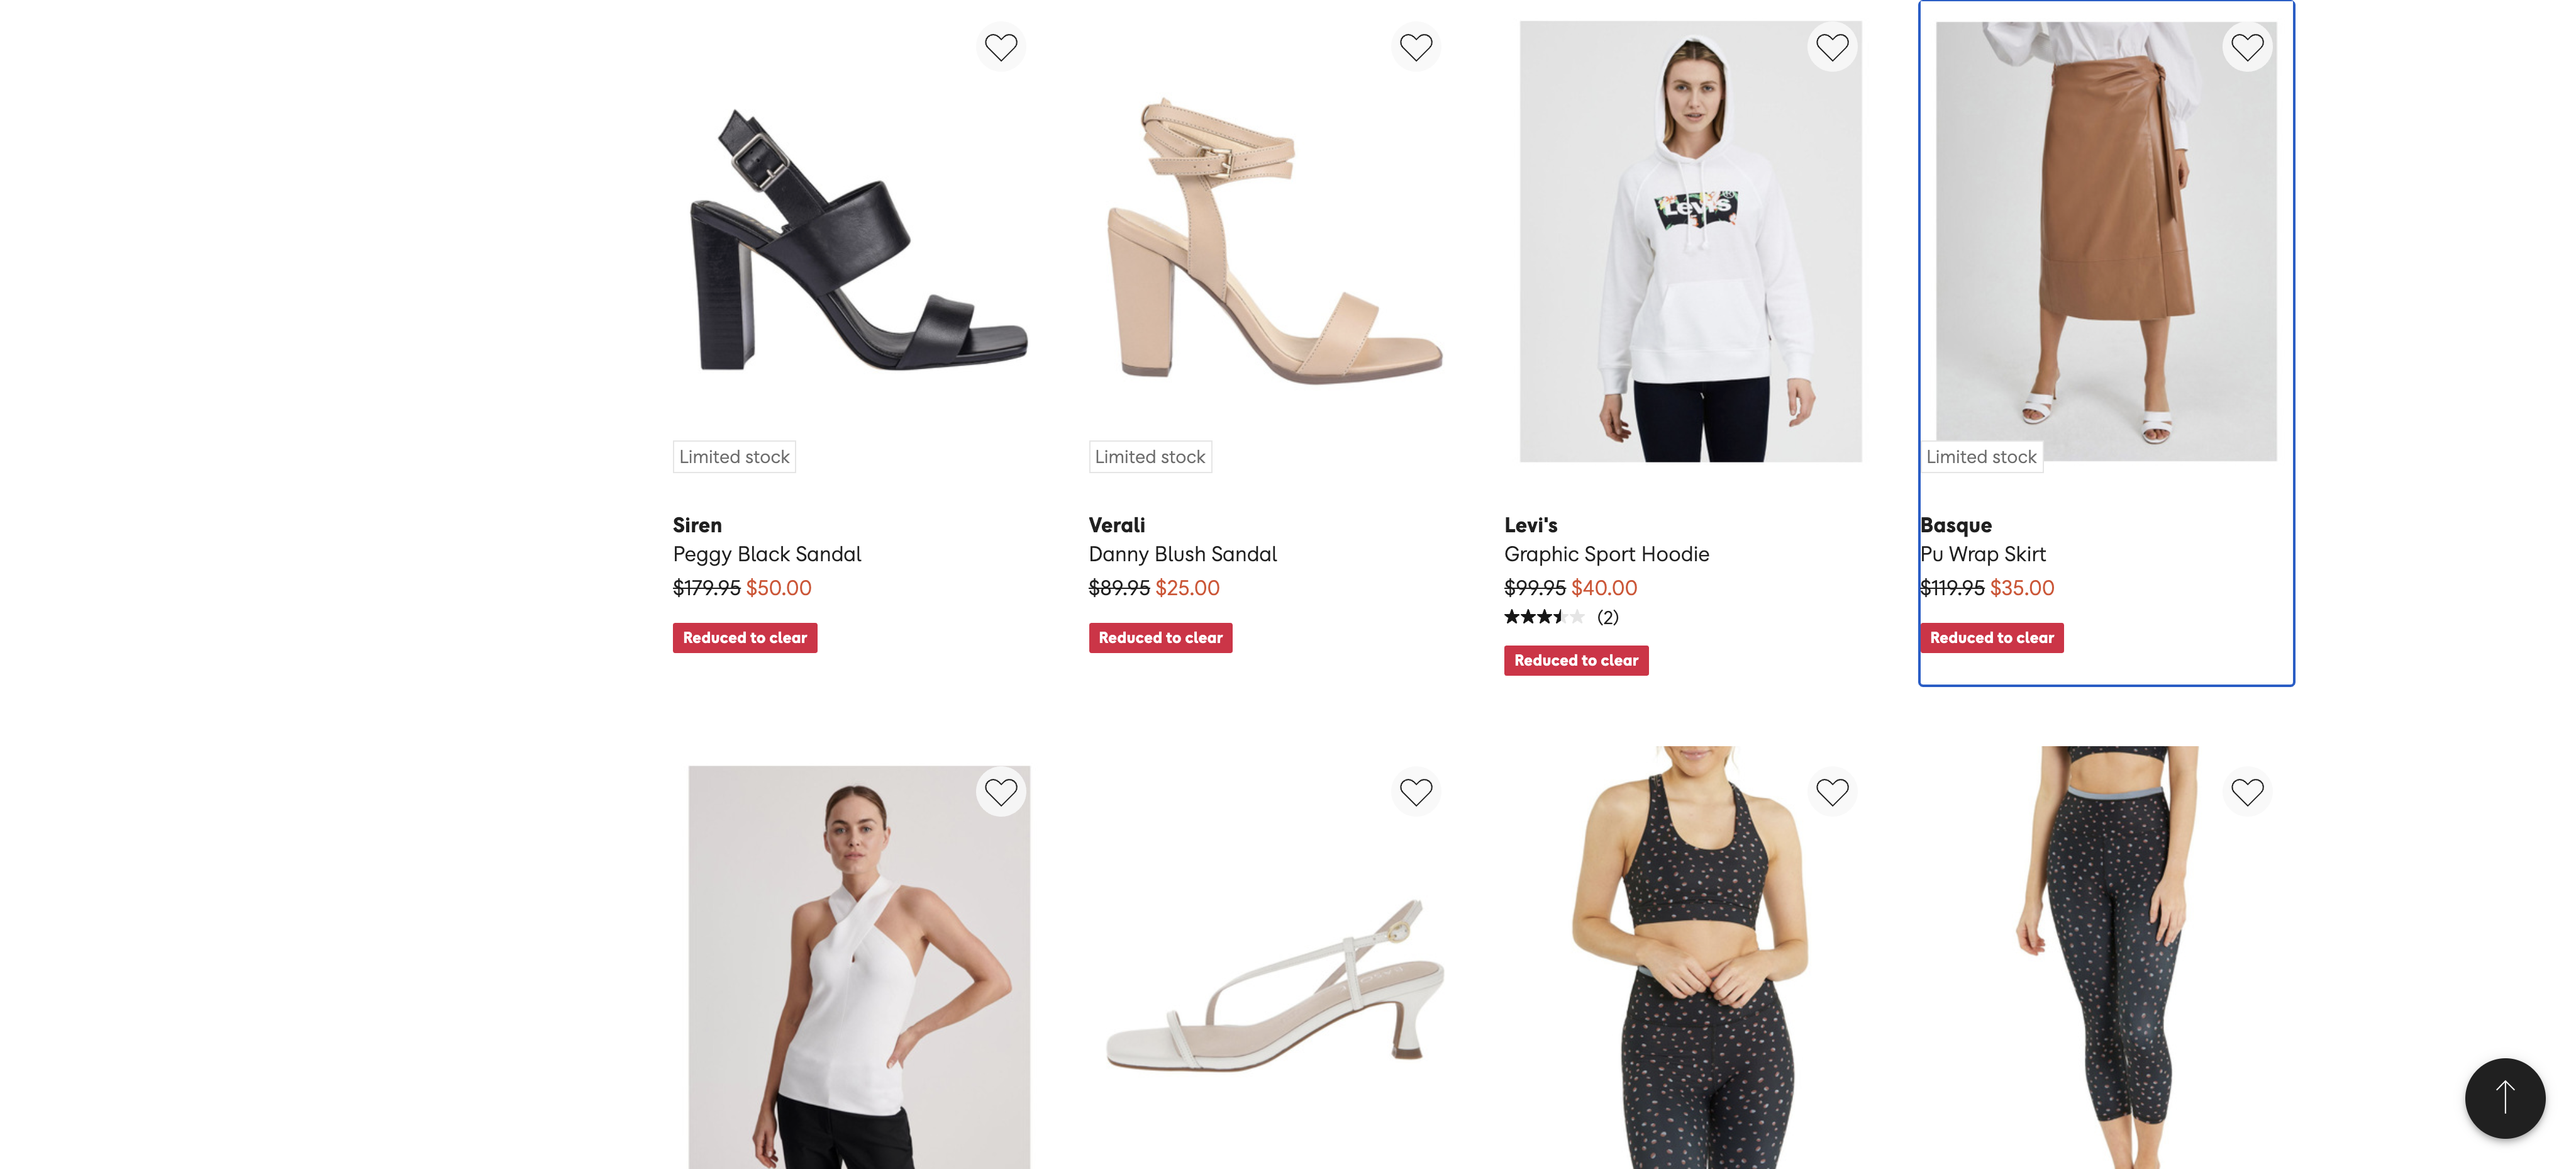 Levi's
Limited stock
Limited stock
Limited stock
Siren
Peggy Black Sandal
$179.95 $50.00
Reduced to clear
Verali
Danny Blush Sandal
$89.95 $25.00
Reduced to clear
Levi's
Graphic Sport Hoodie
$99.95 $40.00
(2)
Reduced to clear
Basque
Pu Wrap Skirt
$119.95 $35.00
Reduced to clear